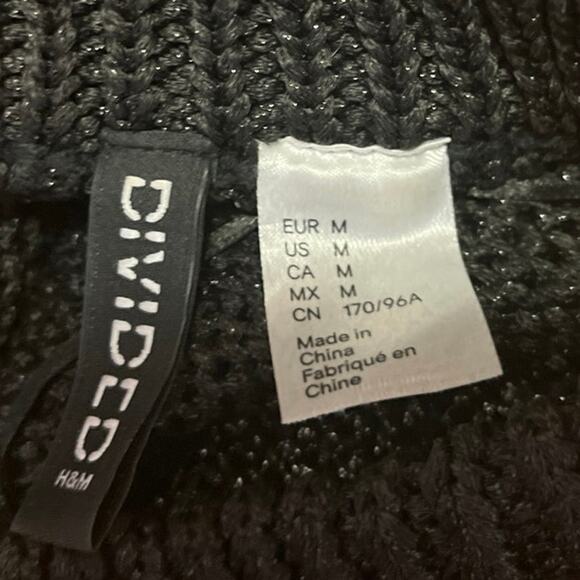 DIVIDED
H&M
EUR M
US M
CA M
MX M
CN 170/96A
Made in
China
Fabriqué en
Chine